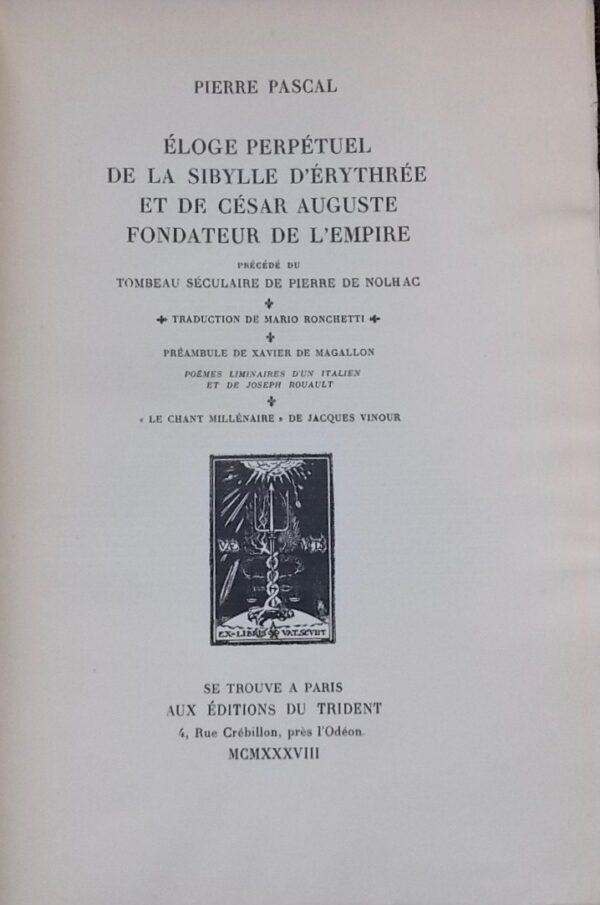 PIERRE PASCAL
ÉLOGE PERPÉTUEL
DE LA SIBYLLE D'ÉRYTHRÉE
ET DE CÉSAR AUGUSTE
FONDATEUR DE L'EMPIRE
PRÉCÉDÉ DU
TOMBEAU SÉCULAIRE DE PIERRE DE NOLHAC
TRADUCTION DE MARIO RONCHETTI
PRÉAMBULE DE XAVIER DE MAGALLON
POÈMES LIMINAIRES D'UN ITALIEN
ET DE JOSEPH ROUAULT
« LE CHANT MILLÉNAIRE » DE JACQUES VINOUR
EX-LIBRIS
SE TROUVE A PARIS
AUX ÉDITIONS DU TRIDENT
4, Rue Crébillon, près l'Odéon.
MCMXXXVIII